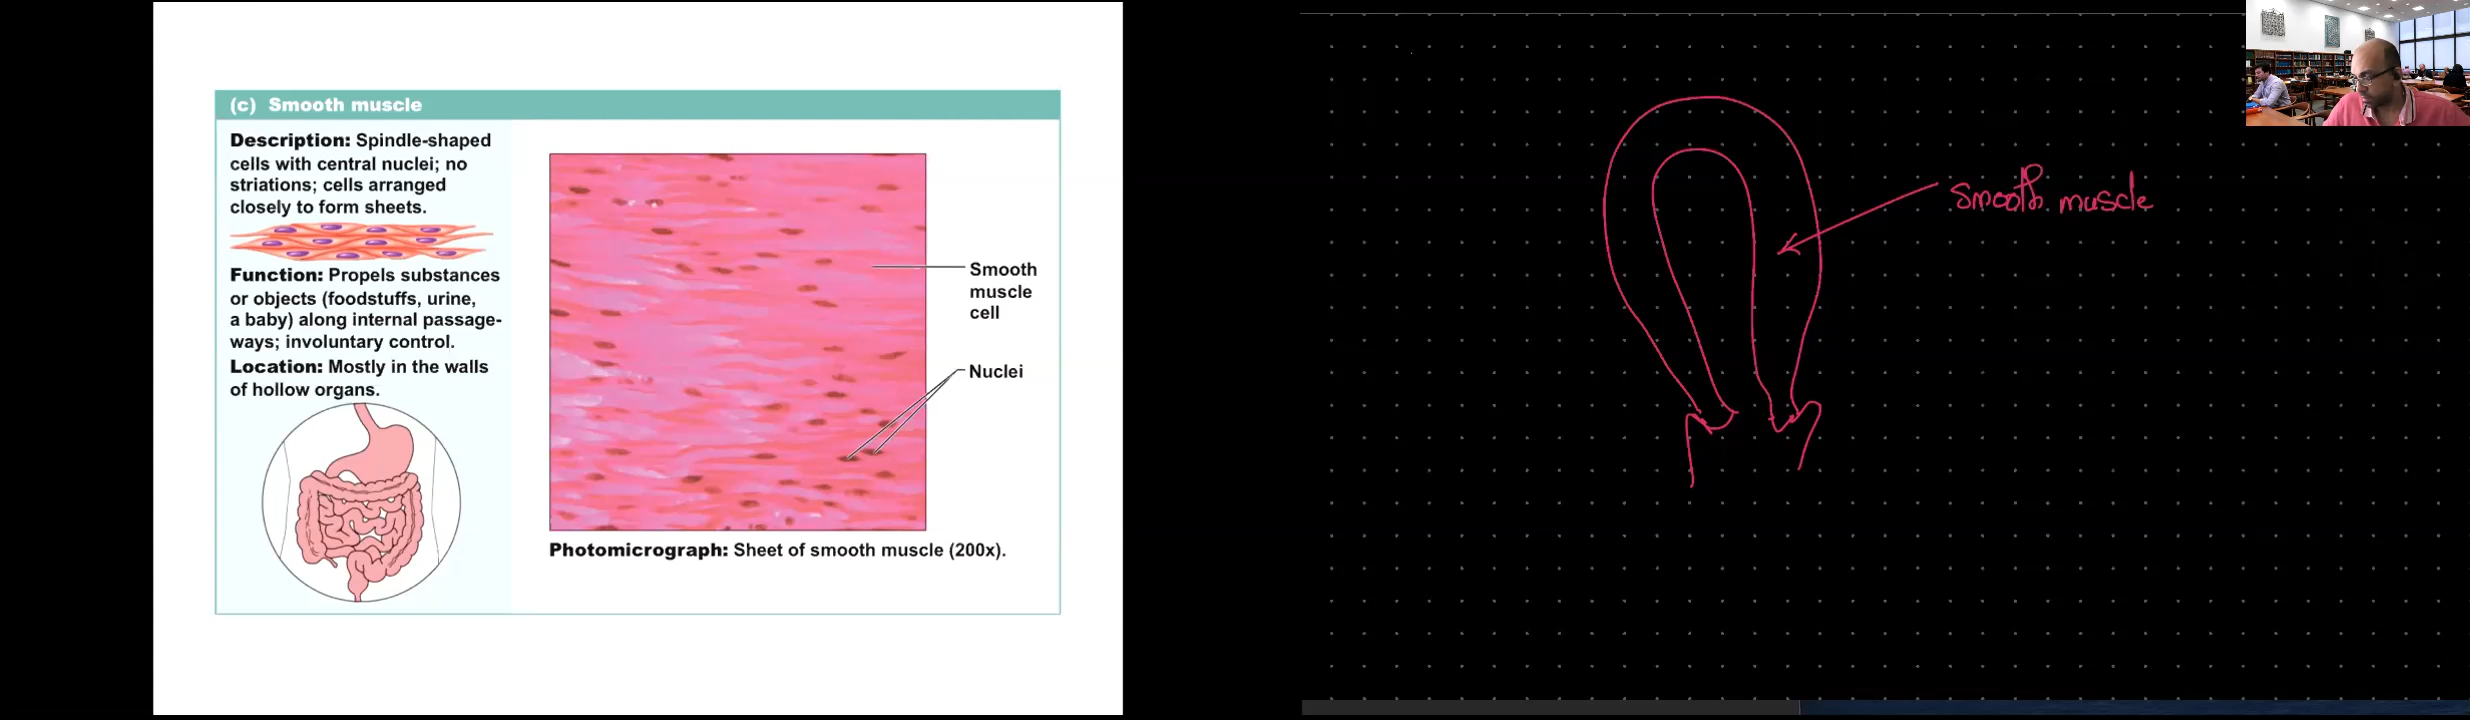 (c) Smooth muscle
Description: Spindle-shaped
cells with central nuclei; no
striations; cells arranged
closely to form sheets.
Function: Propels substances
or objects (foodstuffs, urine,
a baby) along internal passage-
ways; involuntary control.
Location: Mostly in the walls
of hollow organs.
Smooth
muscle
cell
Nuclei
Photomicrograph: Sheet of smooth muscle (200x).
Smooth muscle